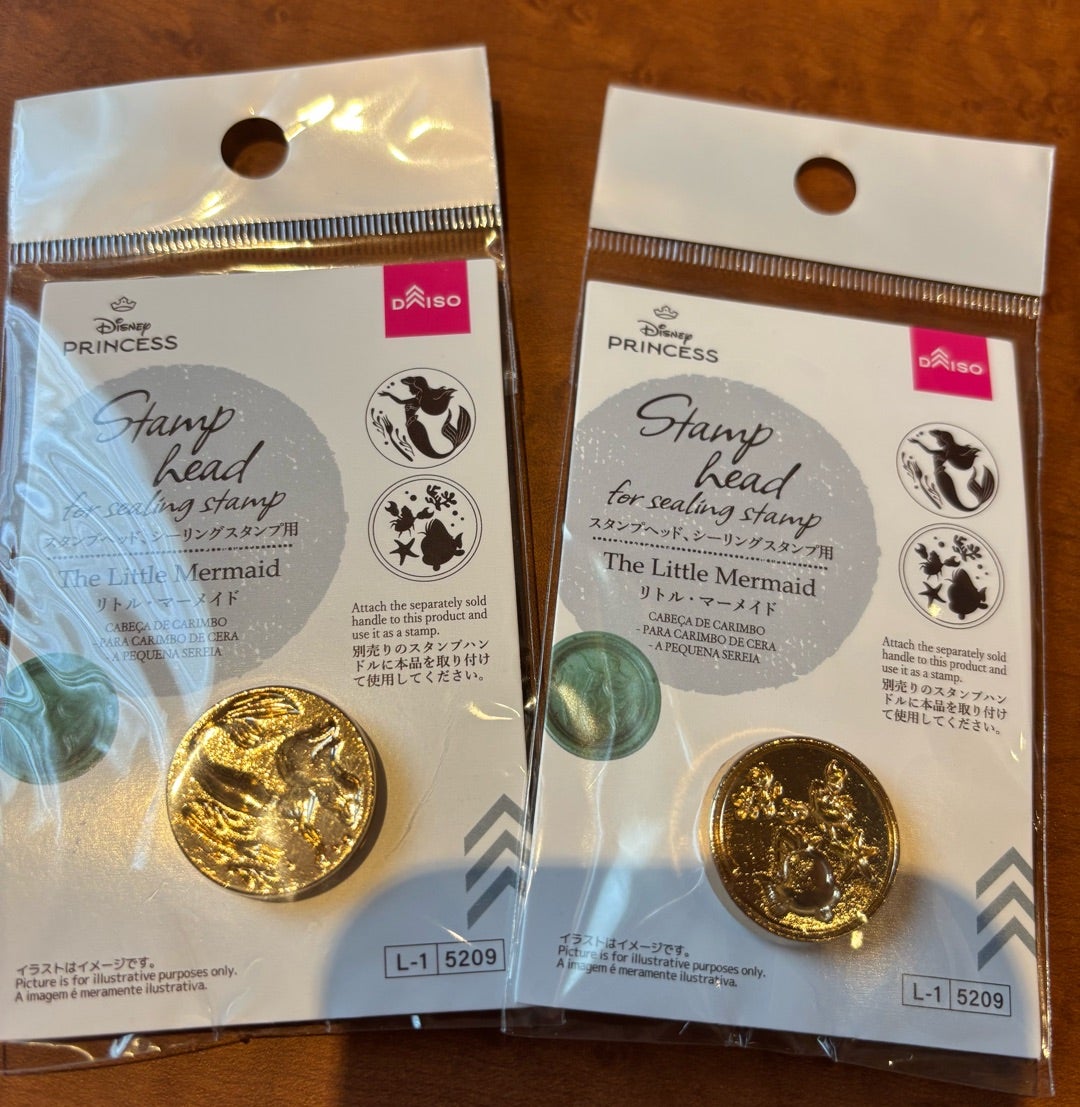 Disney
PRINCESS
DAISO
Stamp
head
for sealing stamp
スタンプヘッド、シーリングスタンプ用
The Little Mermaid
リトル・マーメイド
CABEÇA DE CARIMBO
- PARA CARIMBO DE CERA
- A PEQUENA SEREIA
Attach the separately sold
handle to this product and
use it as a stamp.
別売りのスタンプハン
ドルに本品を取り付け
て使用してください。
イラストはイメージです。
Picture is for illustrative purposes only.
A imagem é meramente ilustrativa.
L-1 5209
Disney
PRINCESS
DAISO
Stamp
head
for sealing stamp
スタンプヘッド、シーリングスタンプ用
The Little Mermaid
リトル・マーメイド
CABEÇA DE CARIMBO
- PARA CARIMBO DE CERA
- A PEQUENA SEREIA
Attach the separately sold
handle to this product and
use it as a stamp.
別売りのスタンプハン
ドルに本品を取り付け
て使用してください。
イラストはイメージです。
Picture is for illustrative purposes only.
A imagem é meramente ilustrativa.
L-1 5209